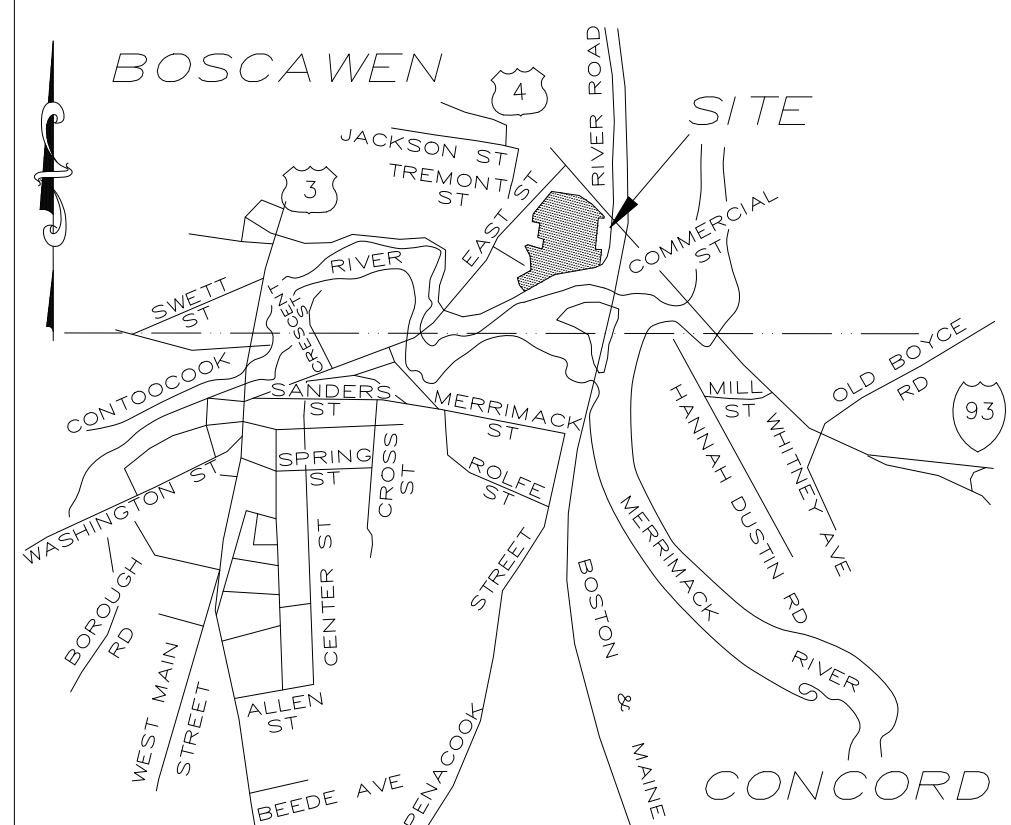 BOSCAWEN
4
RIVER ROAD
SITE
JACKSON ST
TREMONT
ST
3
EAST ST
COMMERCIAL
ST
RIVER
SWETT
ST
CRESCENT
ST
CONTOOCOOK
SANDERS
ST
MERRIMACK
ST
MILL
ST
OLD BOYCE
RD
93
HANNAH DUSTIN RD
WHITNEY AVE
SPRING
ST
CROSS
ST
ROLFE
ST
WASHINGTON ST
CENTER ST
STREET
MERRIMACK
BOROUGH
RD
BOSTON & MAINE
WEST MAIN
STREET
RIVER
ALLEN
ST
PENACOOK
BEEDE AVE
CONCORD